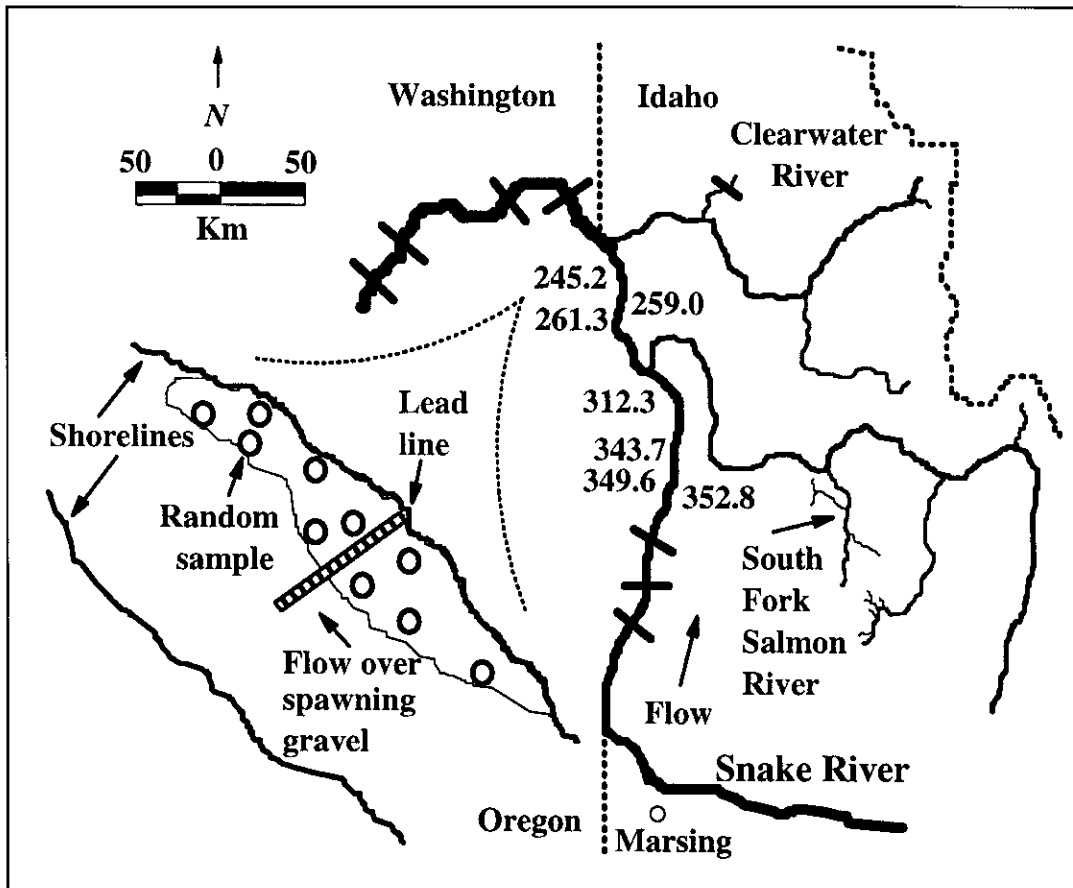 N
50 0 50
Km
Washington
Idaho
Clearwater
River
245.2
259.0
261.3
312.3
343.7
349.6
352.8
Shorelines
Lead
line
Random
sample
Flow over
spawning
gravel
South
Fork
Salmon
River
Flow
Snake River
Oregon
Marsing